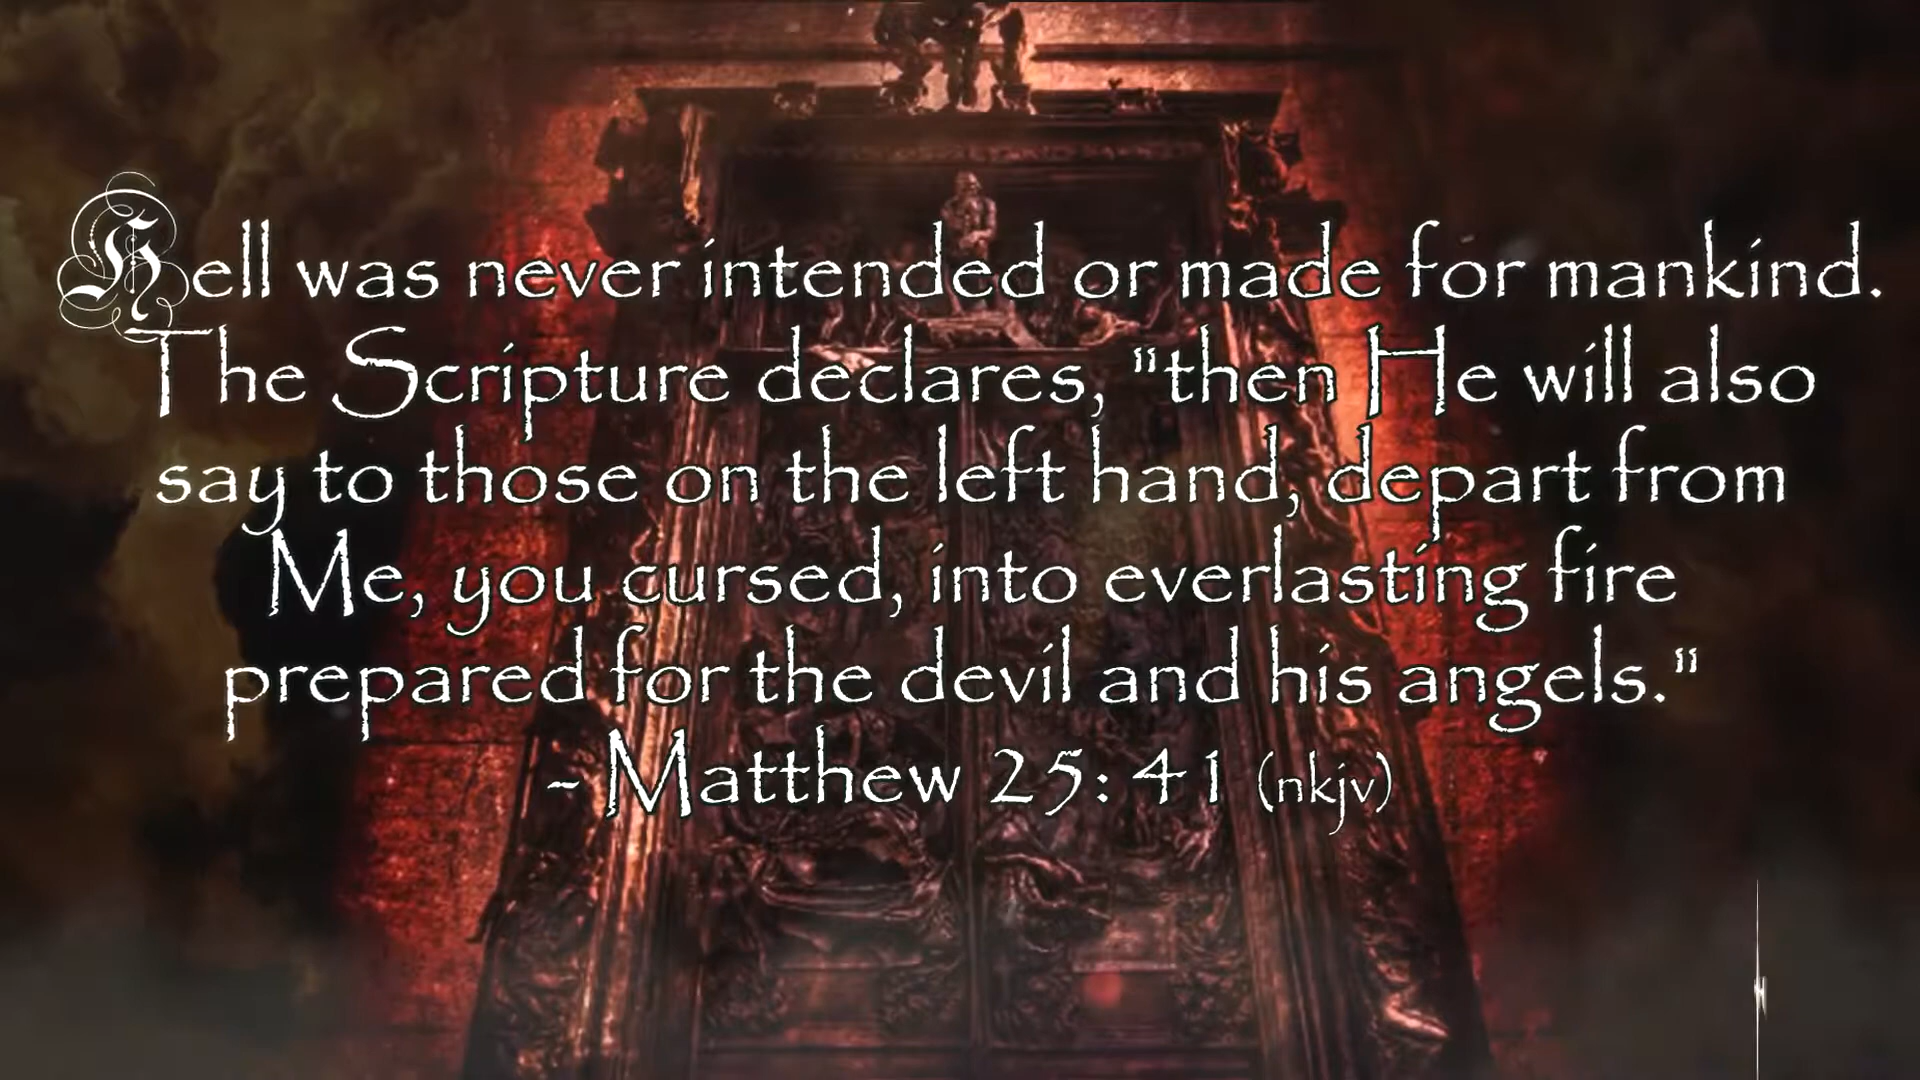 Hell was never intended or made for mankind.
The Scripture declares, "then He will also
say to those on the left hand, depart from
Me, you cursed, into everlasting fire
prepared for the devil and his angels."
~ Matthew 25:41 (nkjv)